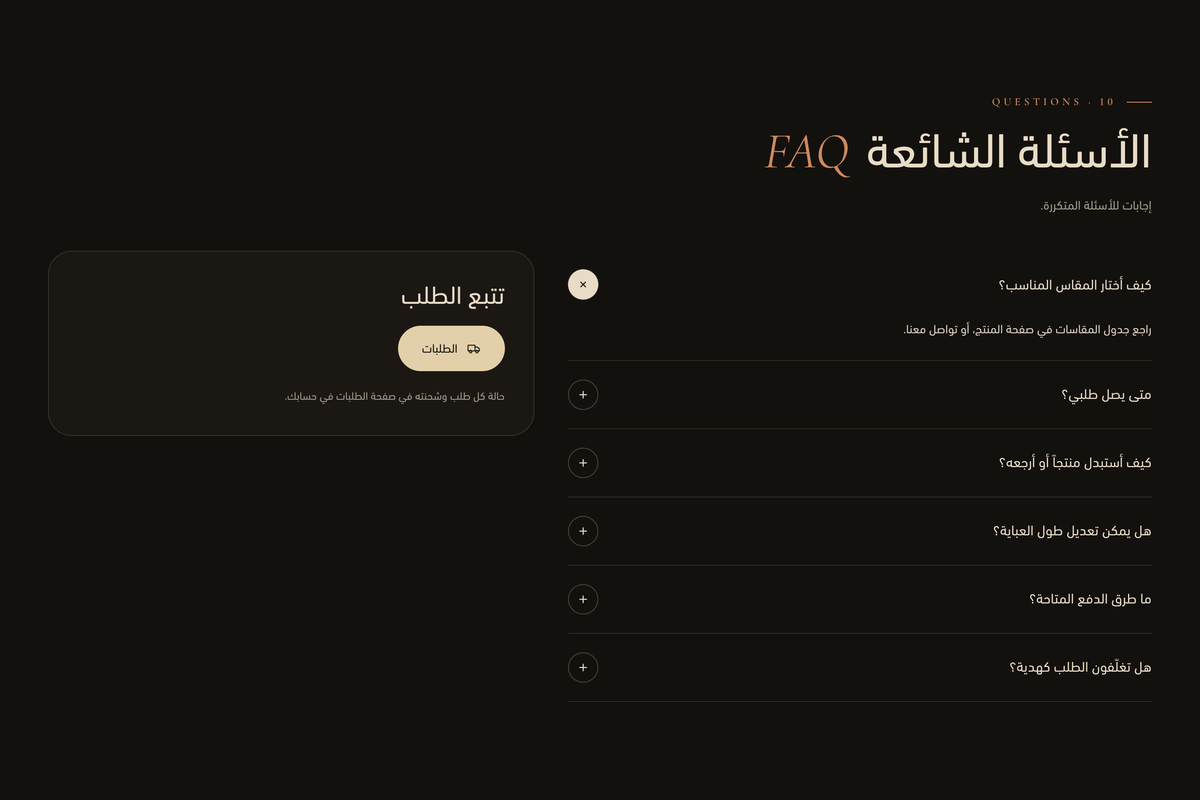 QUESTIONS · 10
الأسئلة الشائعة FAQ
إجابات للأسئلة المتكررة.
كيف أختار المقاس المناسب؟
راجع جدول المقاسات في صفحة المنتج، أو تواصل معنا.
متى يصل طلبي؟
كيف أستبدل منتجاً أو أرجعه؟
هل يمكن تعديل طول العباية؟
ما طرق الدفع المتاحة؟
هل تغلّفون الطلب كهدية؟
تتبع الطلب
الطلبات
حالة كل طلب وشحنته في صفحة الطلبات في حسابك.